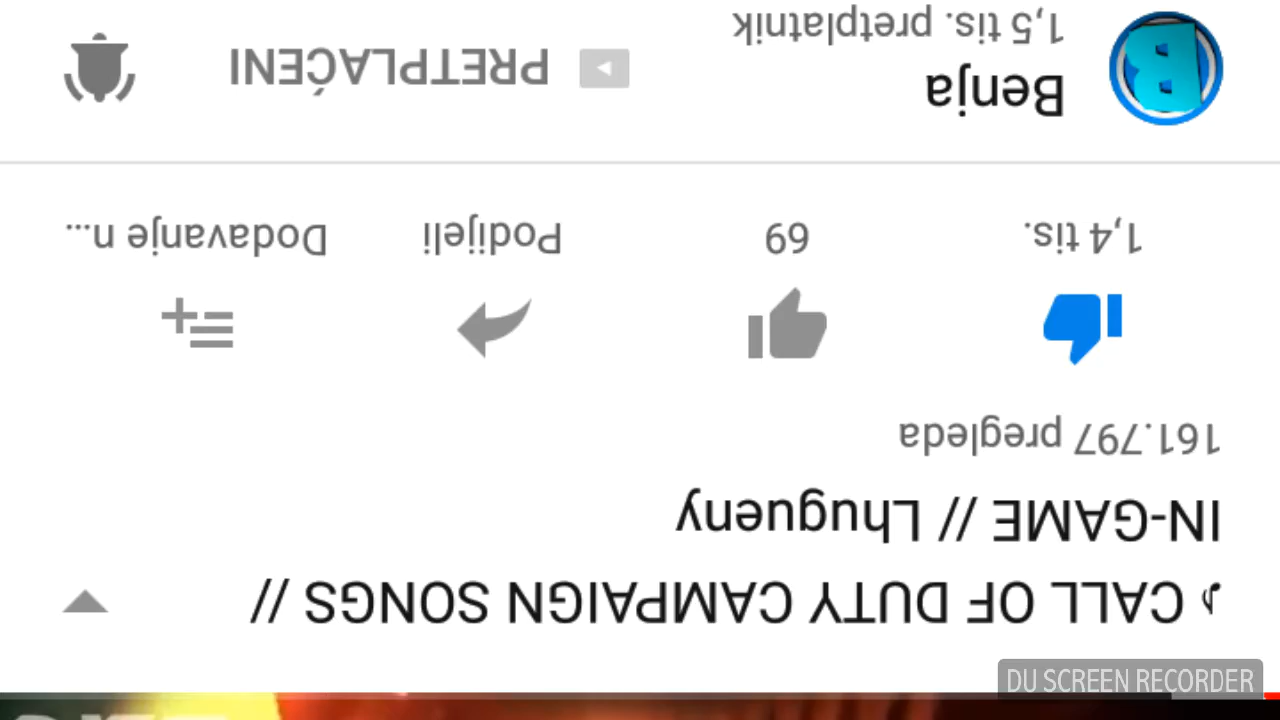 ♪ CALL OF DUTY CAMPAIGN SONGS //
IN-GAME // Lhugueny
161.797 pregleda
1,4 tis. 69 Podijeli Dodavanje n...
Benja
1,5 tis. pretplatnik
PRETPLAĆENI
B
DU SCREEN RECORDER